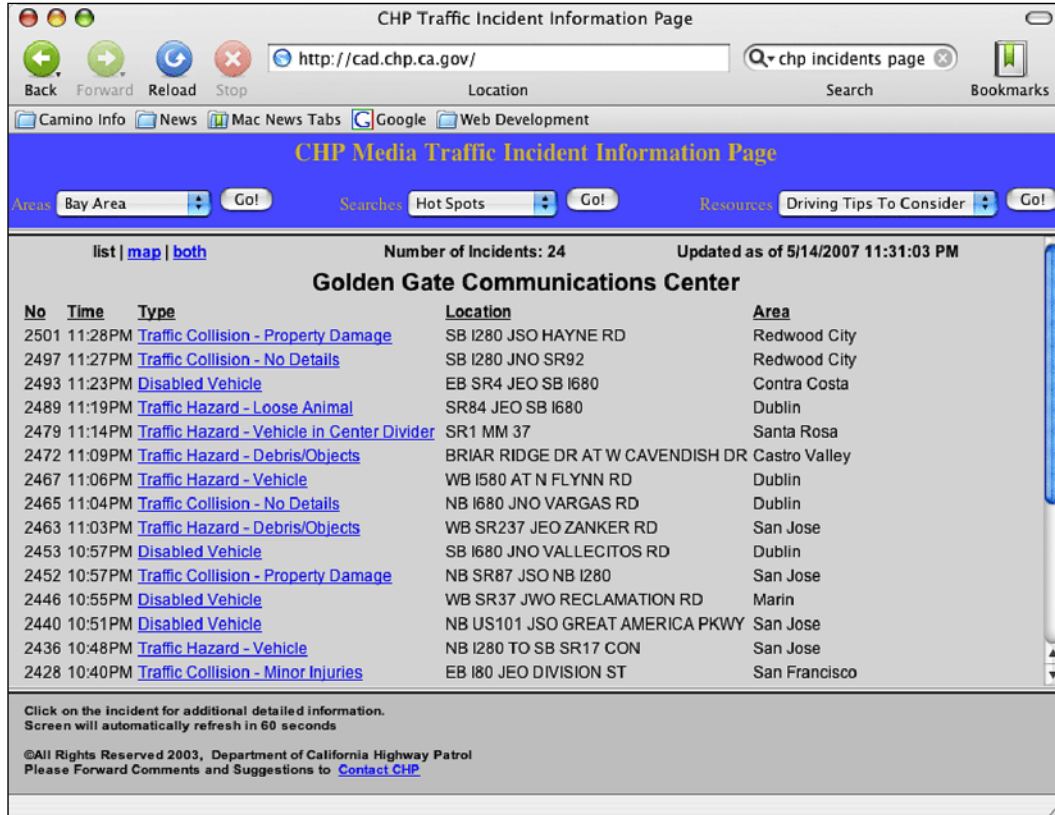 CHP Traffic Incident Information Page
http://cad.chp.ca.gov/
chp incidents page
Back Forward Reload Stop Location Search Bookmarks
Camino Info News Mac News Tabs Google Web Development
CHP Media Traffic Incident Information Page
Areas Bay Area Go! Searches Hot Spots Go! Resources Driving Tips To Consider Go!
list | map | both Number of Incidents: 24 Updated as of 5/14/2007 11:31:03 PM
Golden Gate Communications Center
No Time Type Location Area
2501 11:28PM Traffic Collision - Property Damage SB I280 JSO HAYNE RD Redwood City
2497 11:27PM Traffic Collision - No Details SB I280 JNO SR92 Redwood City
2493 11:23PM Disabled Vehicle EB SR4 JEO SB I680 Contra Costa
2489 11:19PM Traffic Hazard - Loose Animal SR84 JEO SB I680 Dublin
2479 11:14PM Traffic Hazard - Vehicle in Center Divider SR1 MM 37 Santa Rosa
2472 11:09PM Traffic Hazard - Debris/Objects BRIAR RIDGE DR AT W CAVENDISH DR Castro Valley
2467 11:06PM Traffic Hazard - Vehicle WB I580 AT N FLYNN RD Dublin
2465 11:04PM Traffic Collision - No Details NB I680 JNO VARGAS RD Dublin
2463 11:03PM Traffic Hazard - Debris/Objects WB SR237 JEO ZANKER RD San Jose
2453 10:57PM Disabled Vehicle SB I680 JNO VALLECITOS RD Dublin
2452 10:57PM Traffic Collision - Property Damage NB SR87 JSO NB I280 San Jose
2446 10:55PM Disabled Vehicle WB SR37 JWO RECLAMATION RD Marin
2440 10:51PM Disabled Vehicle NB US101 JSO GREAT AMERICA PKWY San Jose
2436 10:48PM Traffic Hazard - Vehicle NB I280 TO SB SR17 CON San Jose
2428 10:40PM Traffic Collision - Minor Injuries EB I80 JEO DIVISION ST San Francisco
Click on the incident for additional detailed information.
Screen will automatically refresh in 60 seconds
©All Rights Reserved 2003, Department of California Highway Patrol
Please Forward Comments and Suggestions to Contact CHP